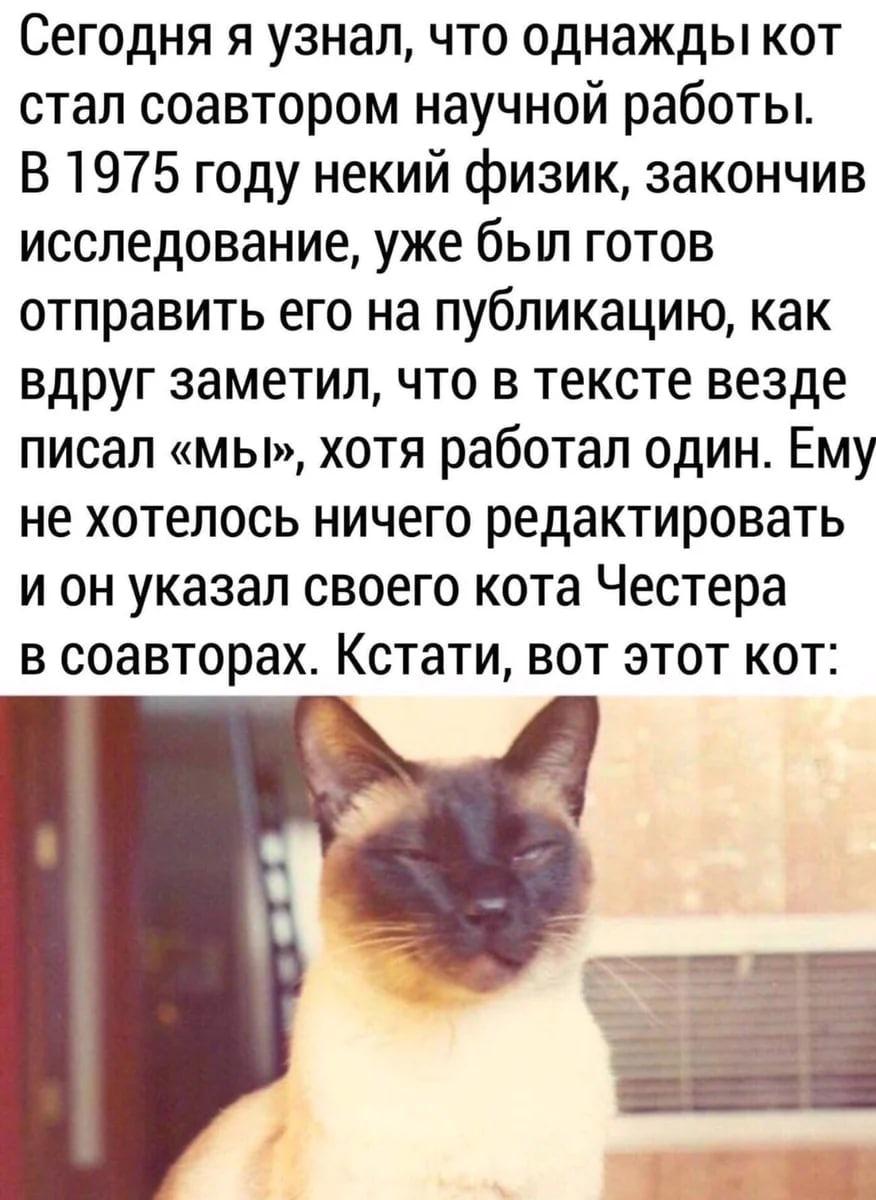 Сегодня я узнал, что однажды кот
стал соавтором научной работы.
В 1975 году некий физик, закончив
исследование, уже был готов
отправить его на публикацию, как
вдруг заметил, что в тексте везде
писал «мы», хотя работал один. Ему
не хотелось ничего редактировать
и он указал своего кота Честера
в соавторах. Кстати, вот этот кот: